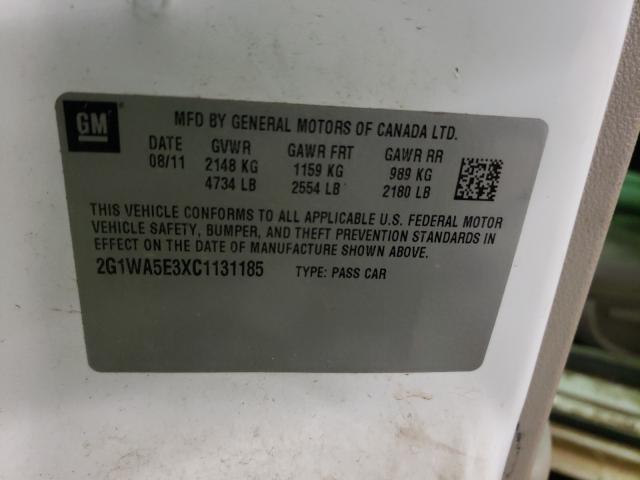 GM
MFD BY GENERAL MOTORS OF CANADA LTD.
DATE GVWR GAWR FRT GAWR RR
08/11 2148 KG 1159 KG 989 KG
4734 LB 2554 LB 2180 LB
THIS VEHICLE CONFORMS TO ALL APPLICABLE U.S. FEDERAL MOTOR
VEHICLE SAFETY, BUMPER, AND THEFT PREVENTION STANDARDS IN
EFFECT ON THE DATE OF MANUFACTURE SHOWN ABOVE.
2G1WA5E3XC1131185 TYPE: PASS CAR